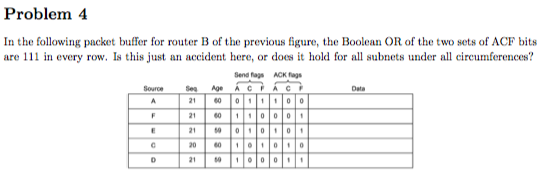 Problem 4
In the following packet buffer for router B of the previous figure, the Boolean OR of the two sets of ACF bits
are 111 in every row. Is this just an accident here, or does it hold for all subnets under all circumstances?
Send flags ACK flags
Source Seq. Age A C F A C F Data
A 21 60 0 1 1 1 0 0
F 21 60 1 1 0 0 0 1
E 21 59 0 1 0 1 0 1
C 20 60 1 0 1 0 1 0
D 21 59 1 0 0 0 1 1